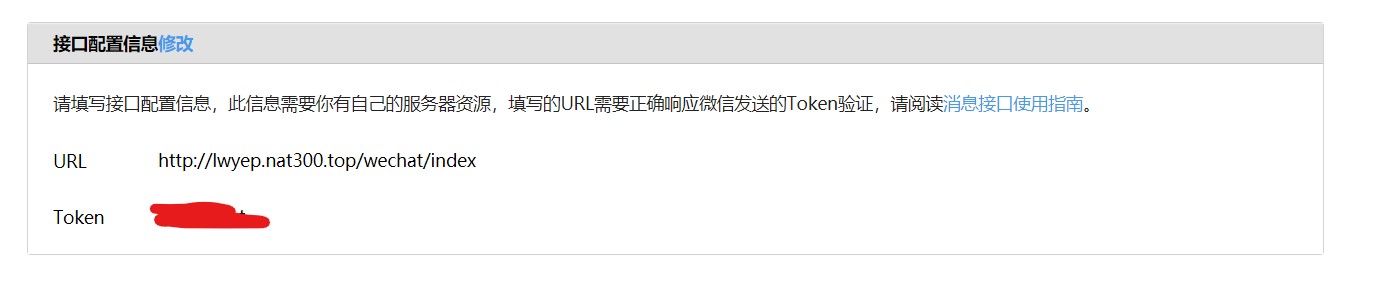 接口配置信息修改
请填写接口配置信息，此信息需要你有自己的服务器资源，填写的URL需要正确响应微信发送的Token验证，请阅读消息接口使用指南。
URL http://lwyep.nat300.top/wechat/index
Token